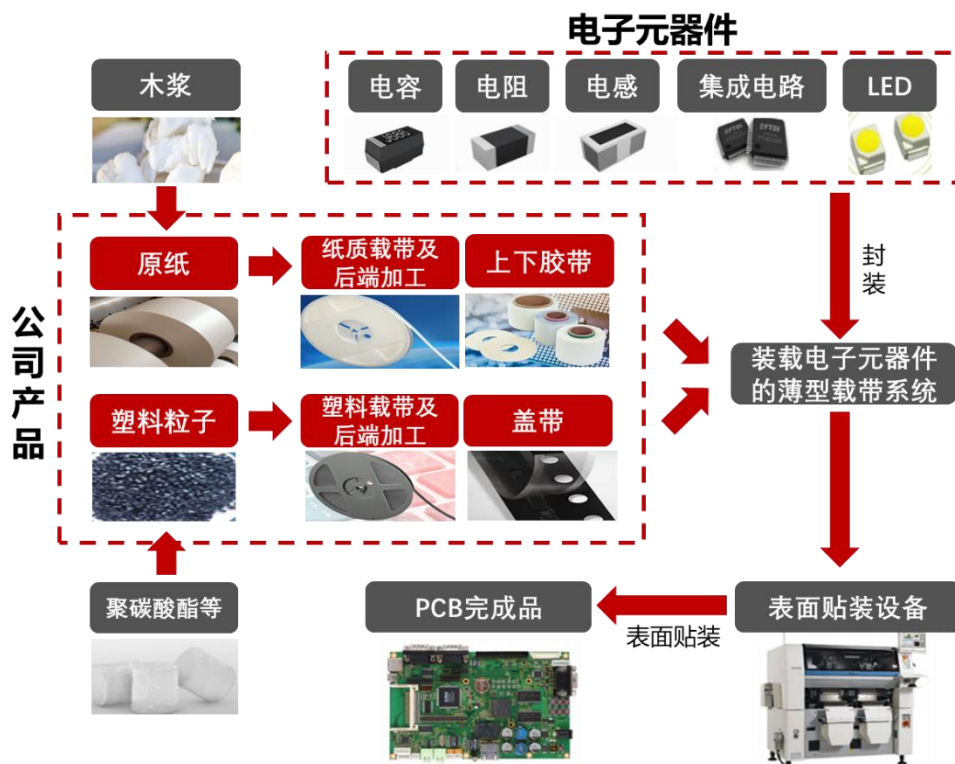 电子元器件
木浆
电容
电阻
电感
集成电路
LED
封装
公司产品
原纸
纸质载带及
后端加工
上下胶带
塑料粒子
塑料载带及
后端加工
盖带
装载电子元器件
的薄型载带系统
聚碳酸酯等
PCB完成品
表面贴装
表面贴装设备